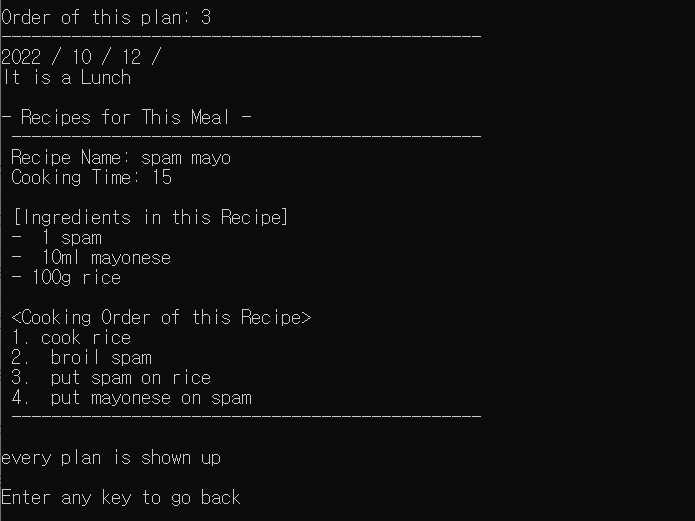 Order of this plan: 3
------------------------------------------------
2022 / 10 / 12 /
It is a Lunch
- Recipes for This Meal -
------------------------------------------------
Recipe Name: spam mayo
Cooking Time: 15
[Ingredients in this Recipe]
-  1 spam
-  10ml mayonese
- 100g rice
<Cooking Order of this Recipe>
1. cook rice
2.  broil spam
3.  put spam on rice
4.  put mayonese on spam
------------------------------------------------
every plan is shown up
Enter any key to go back